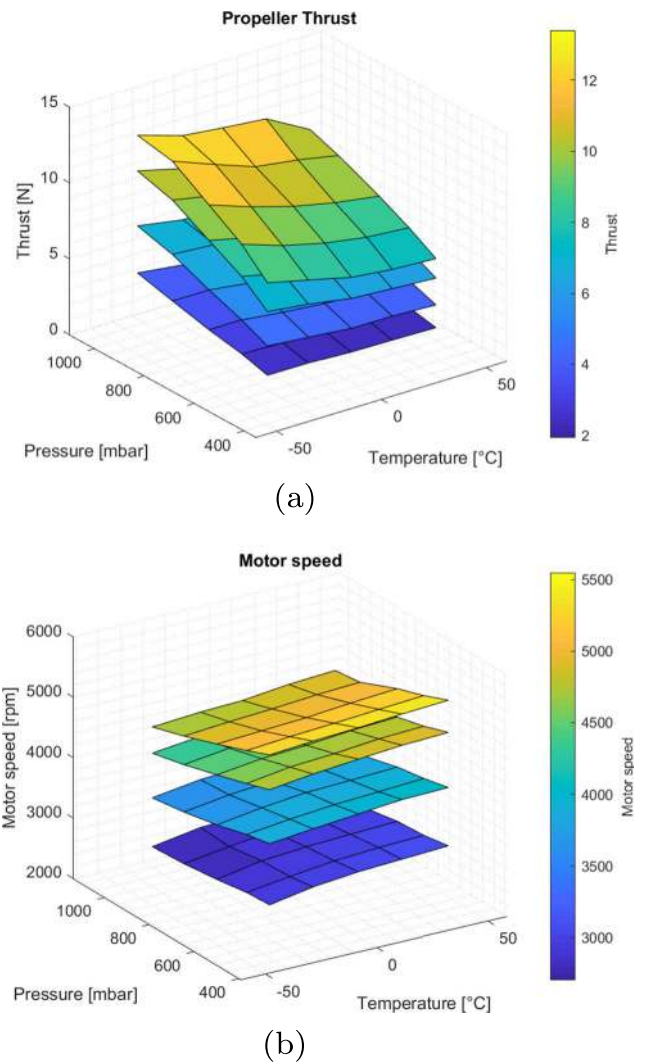 Propeller Thrust
15
10
5
0
Thrust [N]
1000
800
600
400
Pressure [mbar]
-50
0
50
Temperature [°C]
12
10
8
6
4
2
Thrust
(a)
Motor speed
6000
5000
4000
3000
2000
Motor speed [rpm]
1000
800
600
400
Pressure [mbar]
-50
0
50
Temperature [°C]
5500
5000
4500
4000
3500
3000
Motor speed
(b)